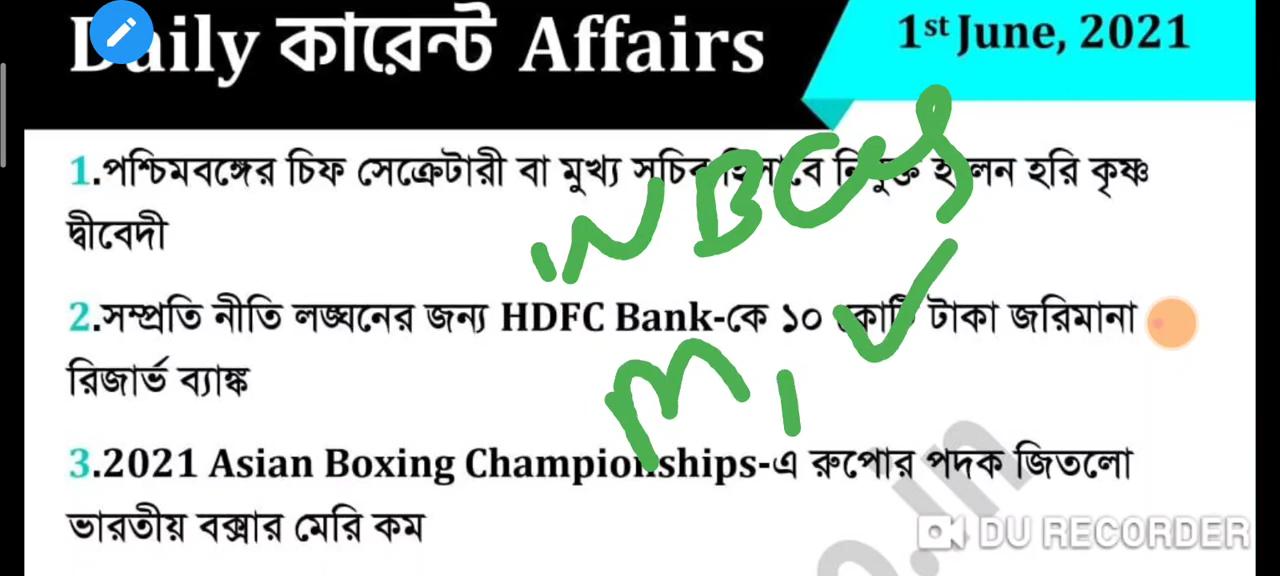 Daily কারেন্ট Affairs
1st June, 2021
1.পশ্চিমবঙ্গের চিফ সেক্রেটারী বা মুখ্য সচিব হিসাবে নিযুক্ত হলেন হরি কৃষ্ণ
দ্বীবেদী
2.সম্প্রতি নীতি লঙ্ঘনের জন্য HDFC Bank-কে ১০ কোটি টাকা জরিমানা
রিজার্ভ ব্যাঙ্ক
3.2021 Asian Boxing Championships-এ রুপোর পদক জিতলো
ভারতীয় বক্সার মেরি কম
DU RECORDER